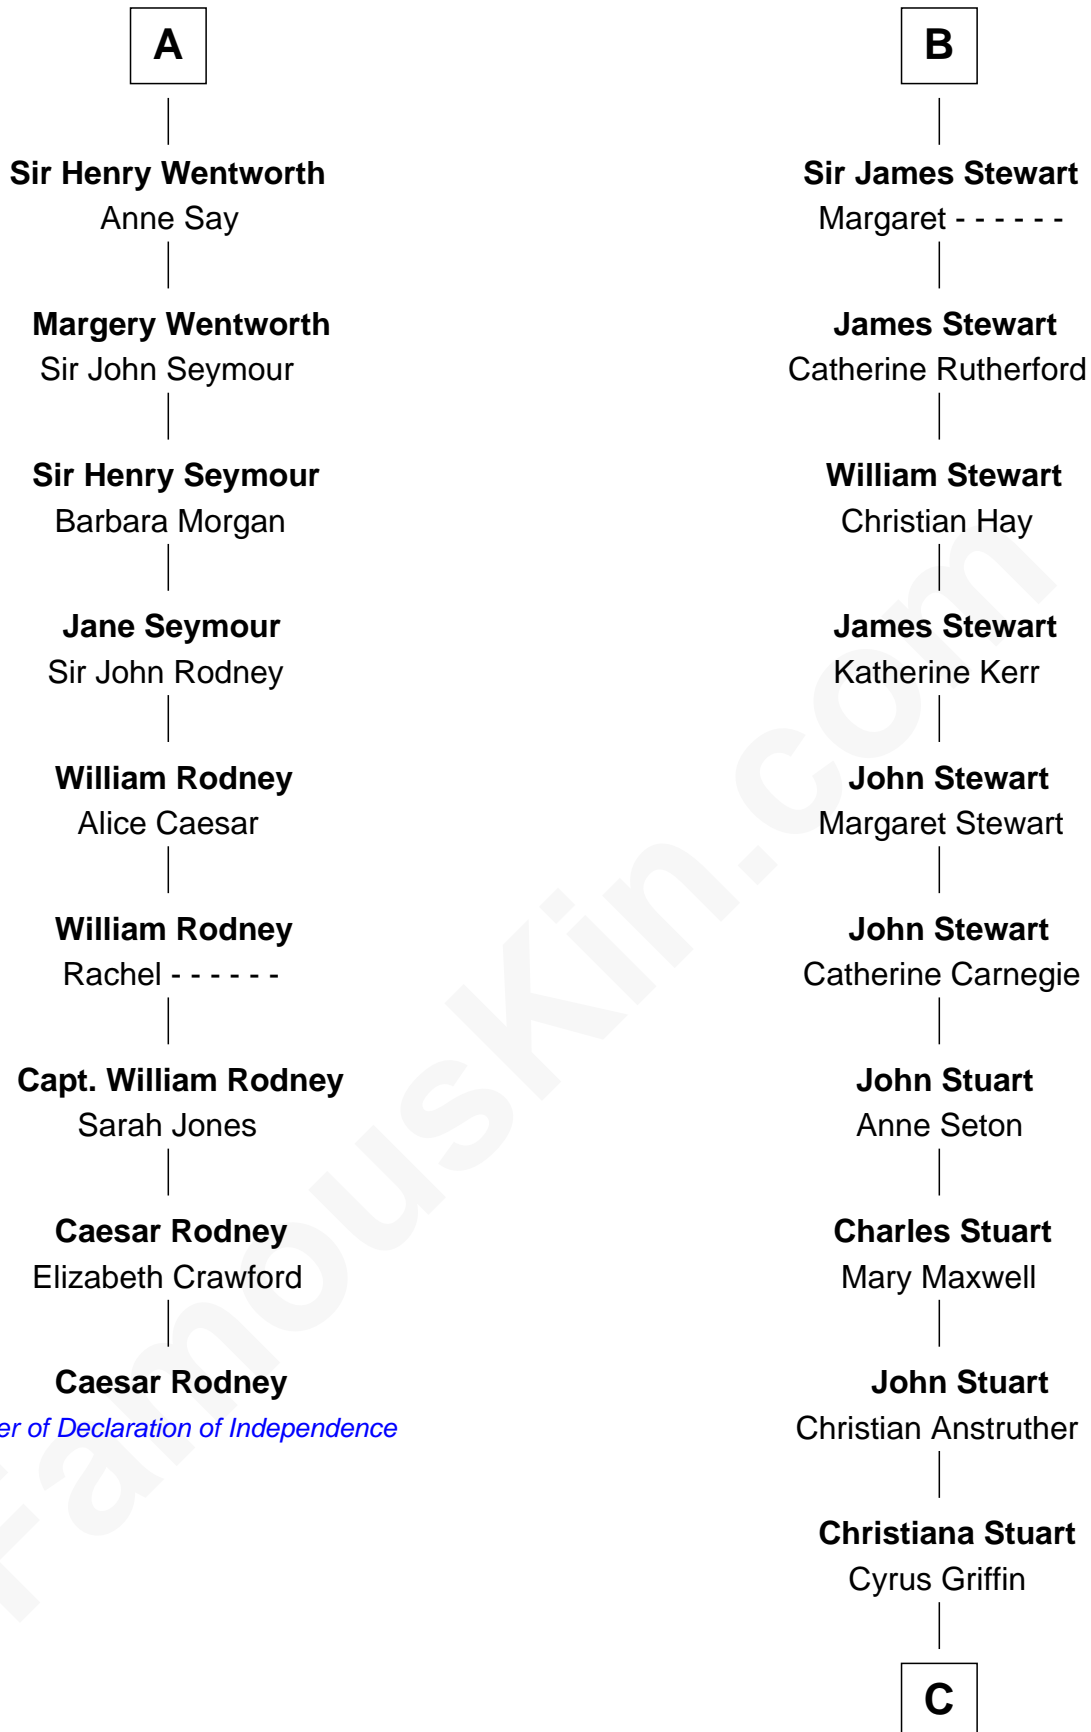 A
Sir Henry Wentworth
Anne Say
Margery Wentworth
Sir John Seymour
Sir Henry Seymour
Barbara Morgan
Jane Seymour
Sir John Rodney
William Rodney
Alice Caesar
William Rodney
Rachel - - - - - -
Capt. William Rodney
Sarah Jones
Caesar Rodney
Elizabeth Crawford
Caesar Rodney
er of Declaration of Independence
B
Sir James Stewart
Margaret - - - - - -
James Stewart
Catherine Rutherford
William Stewart
Christian Hay
James Stewart
Katherine Kerr
John Stewart
Margaret Stewart
John Stewart
Catherine Carnegie
John Stuart
Anne Seton
Charles Stuart
Mary Maxwell
John Stuart
Christian Anstruther
Christiana Stuart
Cyrus Griffin
C
FamousKin.com